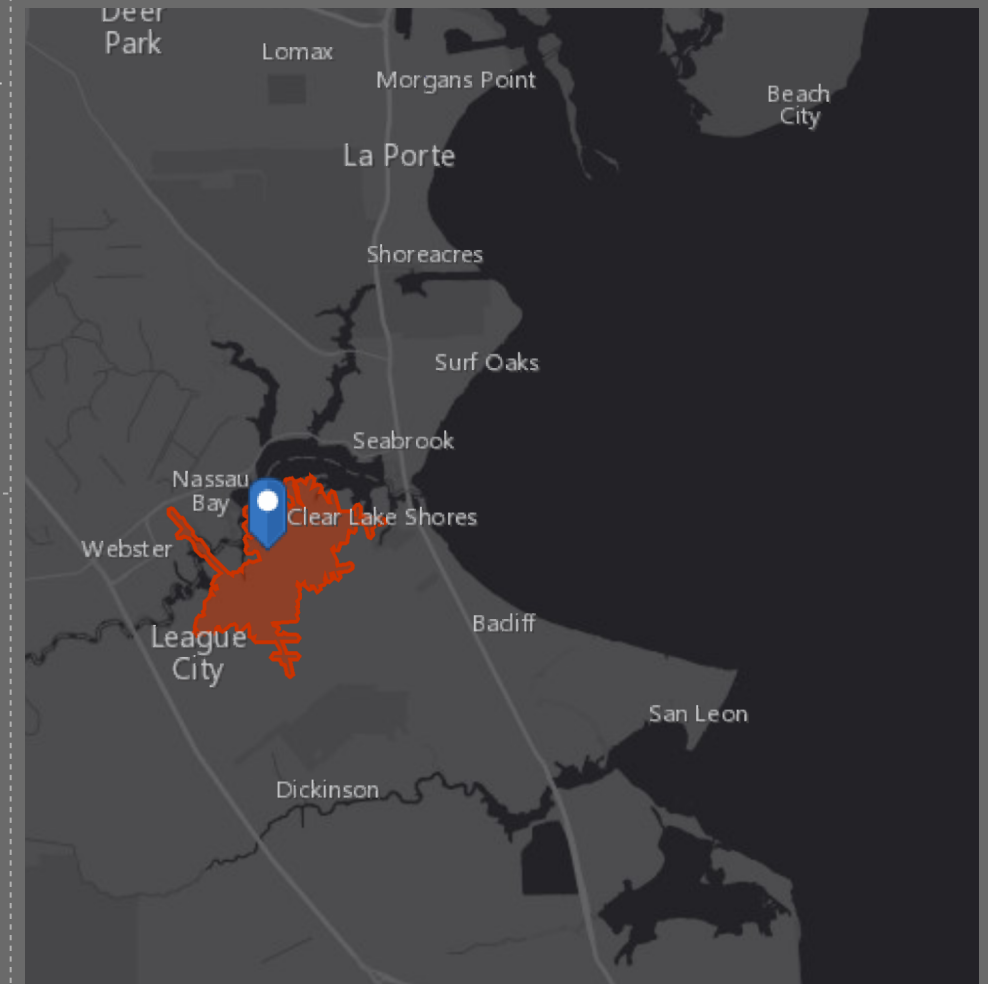 Deer
Park
Lomax
Morgans Point
Beach
City
La Porte
Shoreacres
Surf Oaks
Seabrook
Nassau
Bay
Clear Lake Shores
Webster
League
City
Bacliff
San Leon
Dickinson